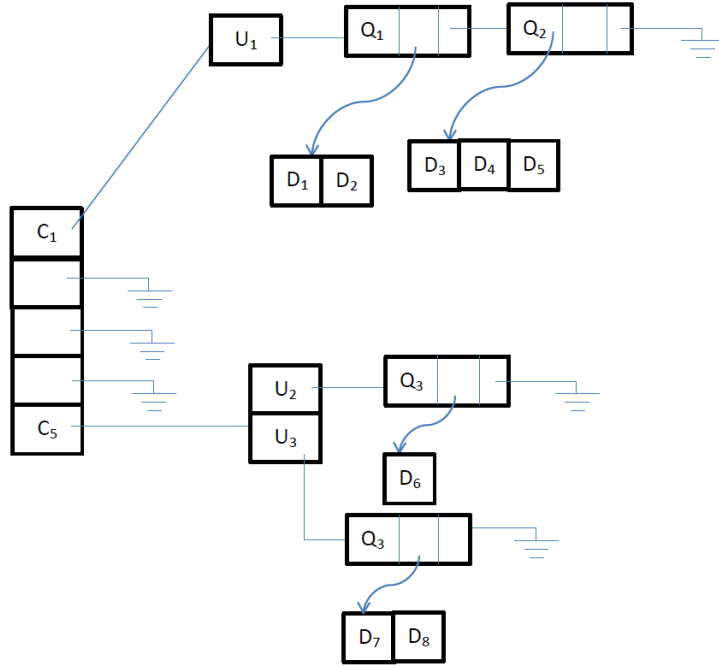 U₁ Q₁ Q₂
D₁ D₂ D₃ D₄ D₅
C₁
U₂ Q₃
C₅ U₃
D₆
Q₃
D₇ D₈